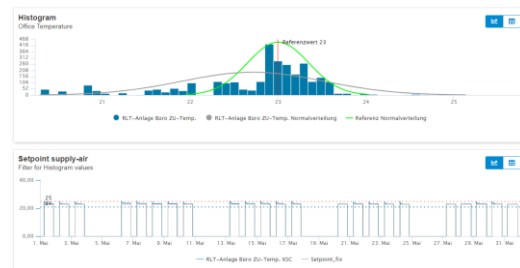 Histogram
Office Temperature
468
416
364
312
260
208
156
104
52
0
Referenzwert 23
21 22 23 24 25
RLT-Anlage Büro ZU-Temp. RLT-Anlage Büro ZU-Temp. Normalverteilung Referenz Normalverteilung
Setpoint supply-air
Filter for Histogram values
40,00
25
20,00
0,00
1. Mai 3. Mai 5. Mai 7. Mai 9. Mai 11. Mai 13. Mai 15. Mai 17. Mai 19. Mai 21. Mai 23. Mai 25. Mai 27. Mai 29. Mai 31. Mai
RLT-Anlage Büro ZU-Temp. KSC Setpoint_fix